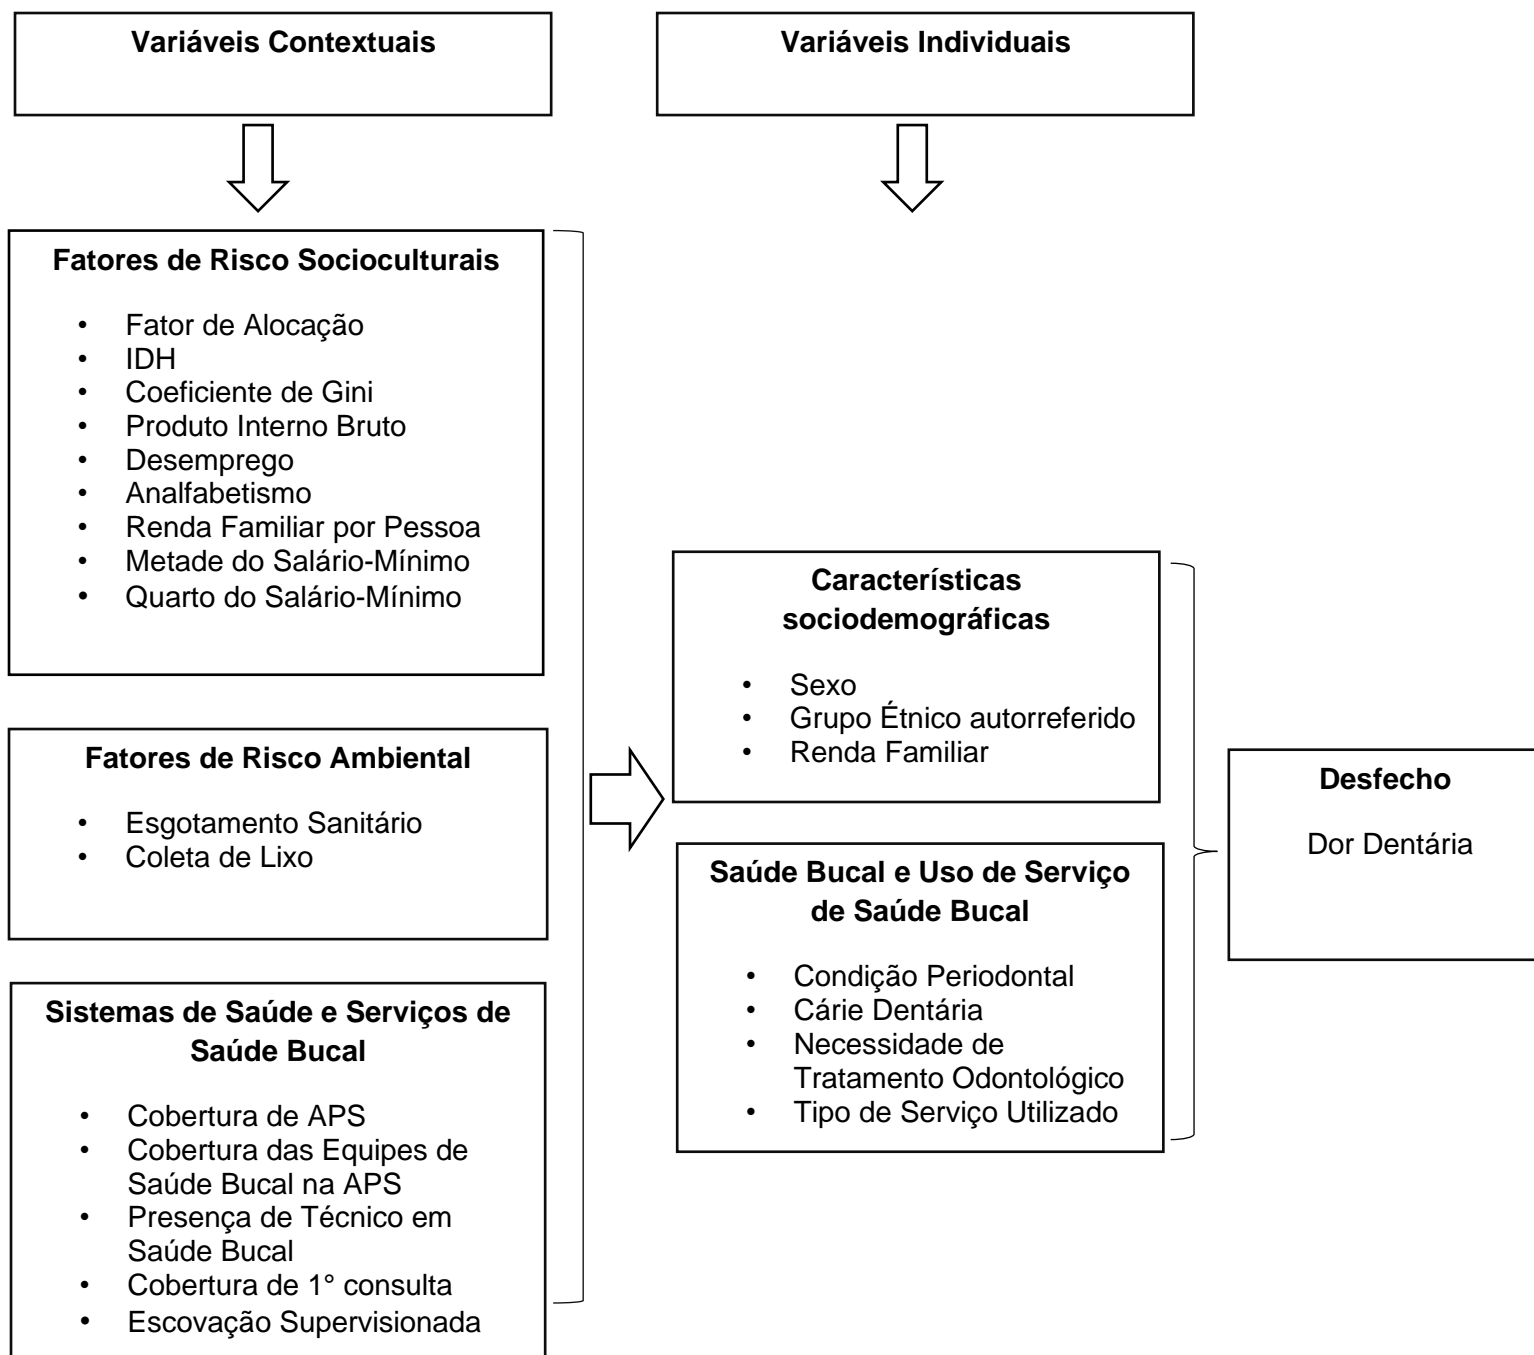 Variáveis Contextuais
Variáveis Individuais
Fatores de Risco Socioculturais
• Fator de Alocação
• IDH
• Coeficiente de Gini
• Produto Interno Bruto
• Desemprego
• Analfabetismo
• Renda Familiar por Pessoa
• Metade do Salário-Mínimo
• Quarto do Salário-Mínimo
Fatores de Risco Ambiental
• Esgotamento Sanitário
• Coleta de Lixo
Sistemas de Saúde e Serviços de
Saúde Bucal
• Cobertura de APS
• Cobertura das Equipes de
Saúde Bucal na APS
• Presença de Técnico em
Saúde Bucal
• Cobertura de 1° consulta
• Escovação Supervisionada
Características
sociodemográficas
• Sexo
• Grupo Étnico autorreferido
• Renda Familiar
Saúde Bucal e Uso de Serviço
de Saúde Bucal
• Condição Periodontal
• Cárie Dentária
• Necessidade de
Tratamento Odontológico
• Tipo de Serviço Utilizado
Desfecho
Dor Dentária